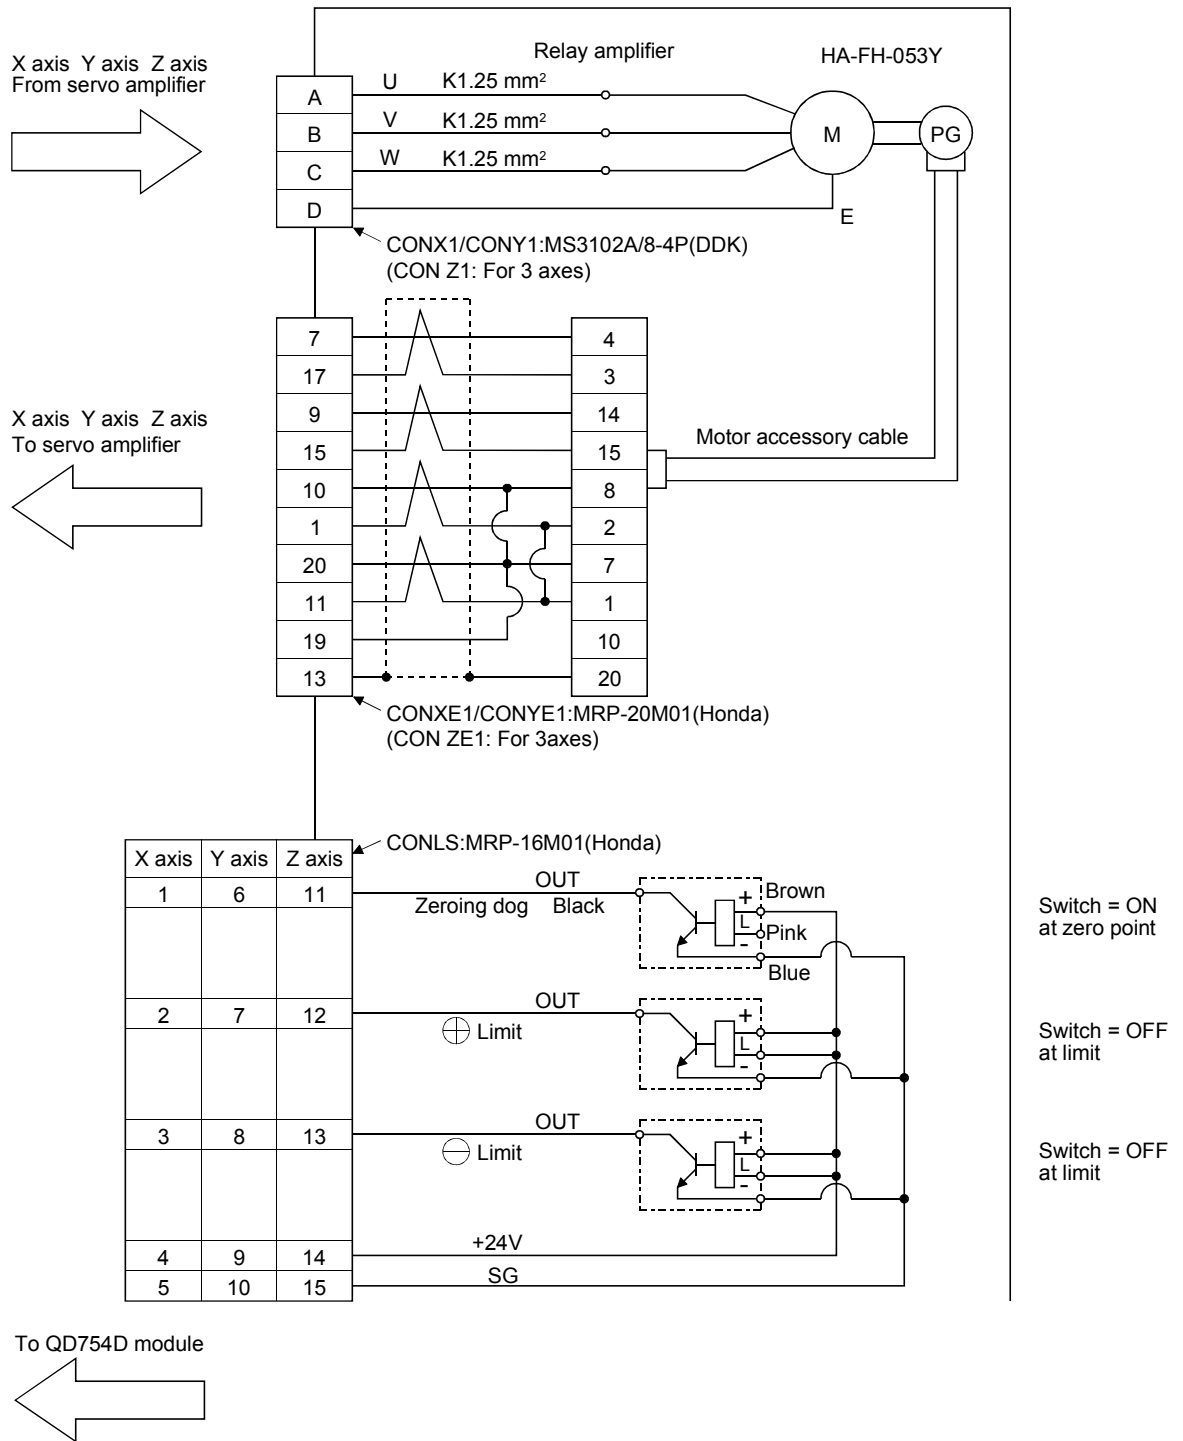 X axis Y axis Z axis
From servo amplifier
Relay amplifier
HA-FH-053Y
A U K1.25 mm²
B V K1.25 mm²
C W K1.25 mm²
D
M
PG
E
CONX1/CONY1:MS3102A/8-4P(DDK)
(CON Z1: For 3 axes)
X axis Y axis Z axis
To servo amplifier
7 4
17 3
9 14
15 15
10 8
1 2
20 7
11 1
19 10
13 20
Motor accessory cable
CONXE1/CONYE1:MRP-20M01(Honda)
(CON ZE1: For 3axes)
CONLS:MRP-16M01(Honda)
X axis Y axis Z axis
1 6 11
OUT
Zeroing dog Black
+ Brown
L Pink
- Blue
Switch = ON
at zero point
2 7 12
OUT
⊕ Limit
+
L
-
Switch = OFF
at limit
3 8 13
OUT
⊖ Limit
+
L
-
Switch = OFF
at limit
4 9 14 +24V
5 10 15 SG
To QD754D module